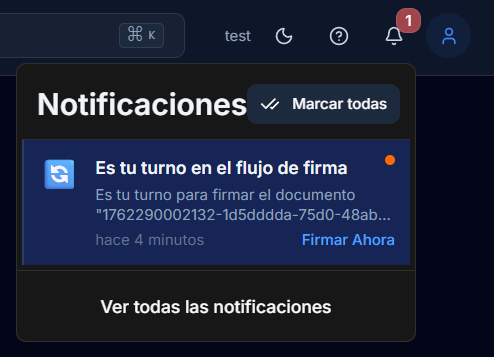 ⌘ K
test
1
Notificaciones
Marcar todas
Es tu turno en el flujo de firma
Es tu turno para firmar el documento
"1762290002132-1d5dddda-75d0-48ab...
hace 4 minutos
Firmar Ahora
Ver todas las notificaciones